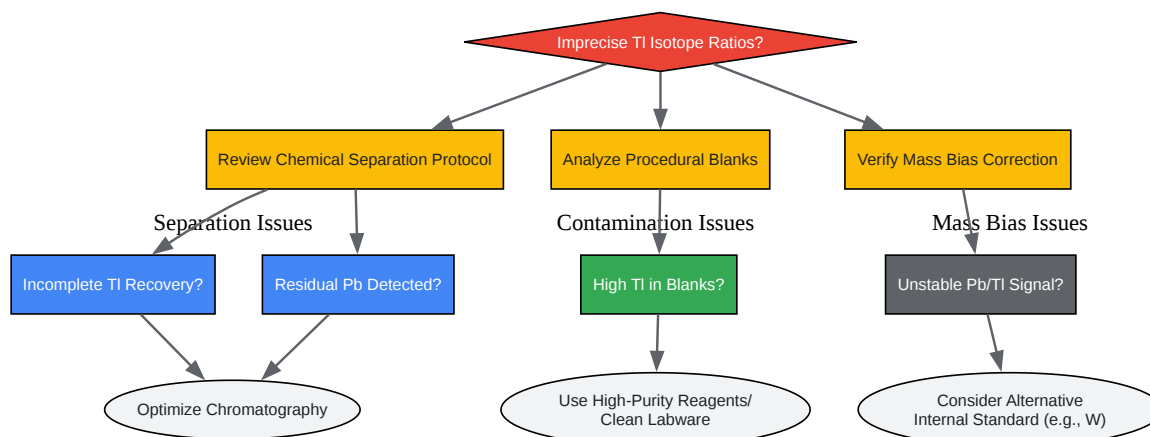 Imprecise Tl Isotope Ratios?
Review Chemical Separation Protocol
Analyze Procedural Blanks
Verify Mass Bias Correction
Separation Issues
Contamination Issues
Mass Bias Issues
Incomplete Tl Recovery?
Residual Pb Detected?
High Tl in Blanks?
Unstable Pb/Tl Signal?
Optimize Chromatography
Use High-Purity Reagents/
Clean Labware
Consider Alternative
Internal Standard (e.g., W)